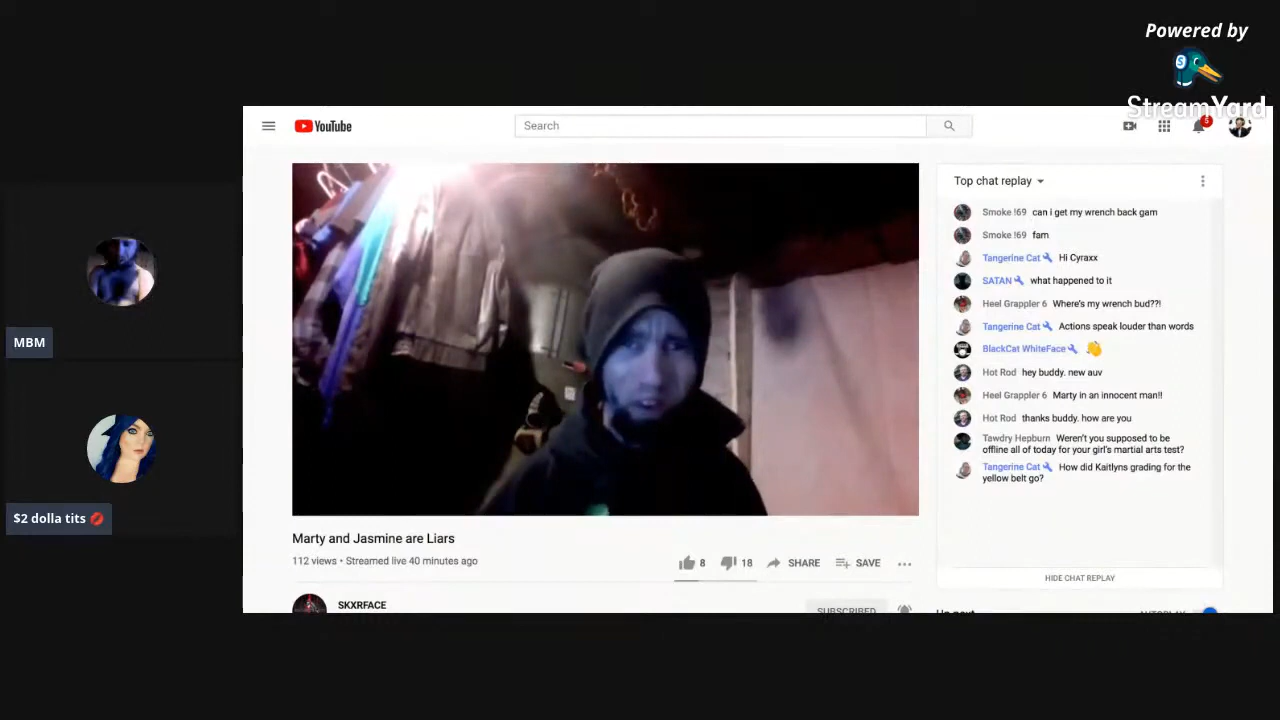 Powered by
StreamYard
YouTube
Search
5
Top chat replay
Smoke !69 can i get my wrench back gam
Smoke !69 fam
Tangerine Cat Hi Cyraxx
SATAN what happened to it
Heel Grappler 6 Where's my wrench bud??!
Tangerine Cat Actions speak louder than words
BlackCat WhiteFace 👏
Hot Rod hey buddy. new auv
Heel Grappler 6 Marty in an innocent man!!
Hot Rod thanks buddy. how are you
Tawdry Hepburn Weren't you supposed to be
offline all of today for your girl's martial arts test?
Tangerine Cat How did Kaitlyns grading for the
yellow belt go?
HIDE CHAT REPLAY
MBM
$2 dolla tits 💋
Marty and Jasmine are Liars
112 views • Streamed live 40 minutes ago
8
18
SHARE
SAVE
SKXRFACE
SUBSCRIBED
Up next
AUTOPLAY